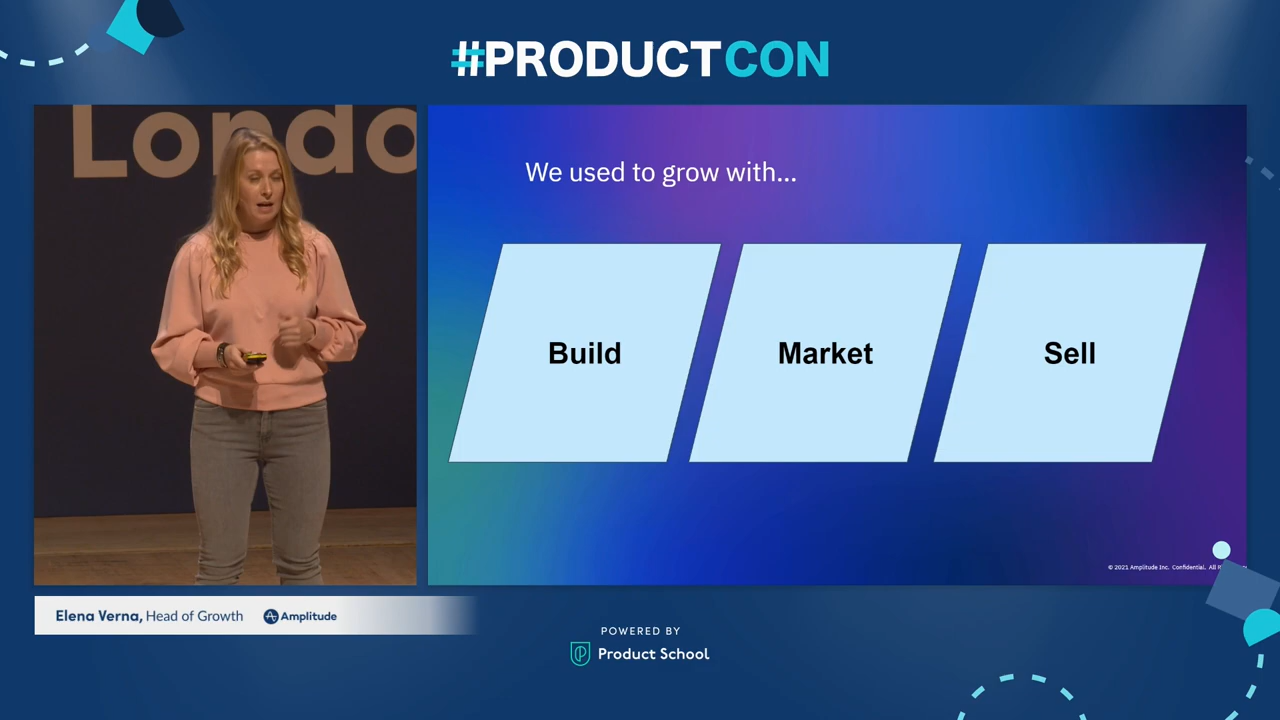 #PRODUCTCON
Londo
We used to grow with...
Build
Market
Sell
© 2021 Amplitude Inc. Confidential. All
Elena Verna, Head of Growth
Amplitude
POWERED BY
Product School